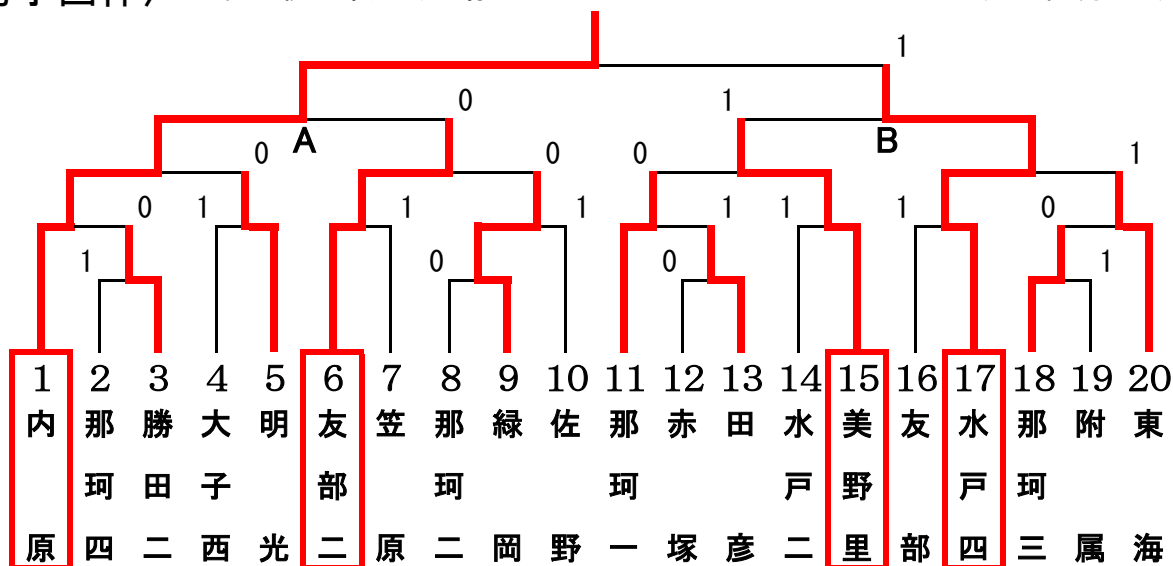 1
0 1
A B
0 0 0 1
0 1 1 1 1 1 1 0
1 0 0 1
1 2 3 4 5 6 7 8 9 10 11 12 13 14 15 16 17 18 19 20
内原
那珂四
勝田二
大子西
明光
友部二
笠原
那珂二
緑岡
佐野
那珂一
赤塚
田彦
水戸二
美野里
友部
水戸四
那珂三
附属
東海